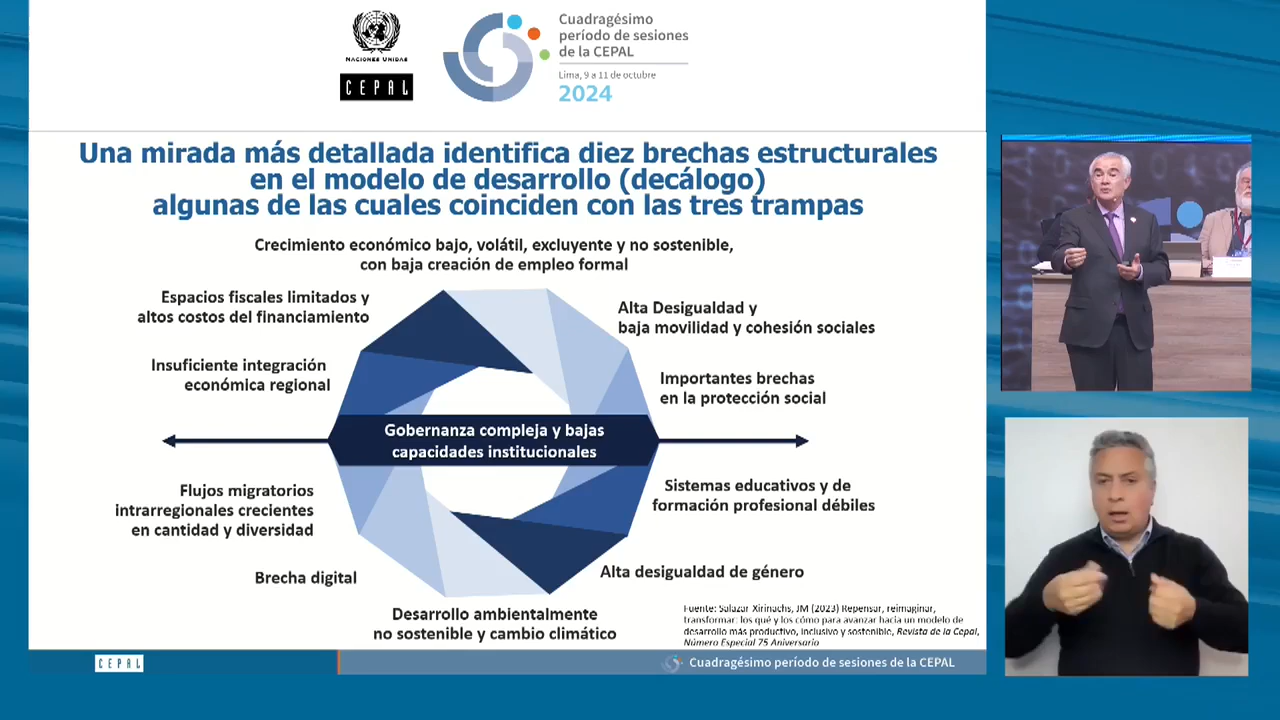 NACIONES UNIDAS
CEPAL
Cuadragésimo
período de sesiones
de la CEPAL
Lima, 9 a 11 de octubre
2024
Una mirada más detallada identifica diez brechas estructurales
en el modelo de desarrollo (decálogo)
algunas de las cuales coinciden con las tres trampas
Crecimiento económico bajo, volátil, excluyente y no sostenible,
con baja creación de empleo formal
Espacios fiscales limitados y
altos costos del financiamiento
Alta Desigualdad y
baja movilidad y cohesión sociales
Insuficiente integración
económica regional
Importantes brechas
en la protección social
Gobernanza compleja y bajas
capacidades institucionales
Flujos migratorios
intrarregionales crecientes
en cantidad y diversidad
Sistemas educativos y de
formación profesional débiles
Brecha digital
Alta desigualdad de género
Desarrollo ambientalmente
no sostenible y cambio climático
Fuente: Salazar Xirinachs, JM (2023) Repensar, reimaginar,
transformar: los qué y los cómo para avanzar hacia un modelo de
desarrollo más productivo, inclusivo y sostenible, Revista de la Cepal,
Número Especial 75 Aniversario
CEPAL
Cuadragésimo período de sesiones de la CEPAL